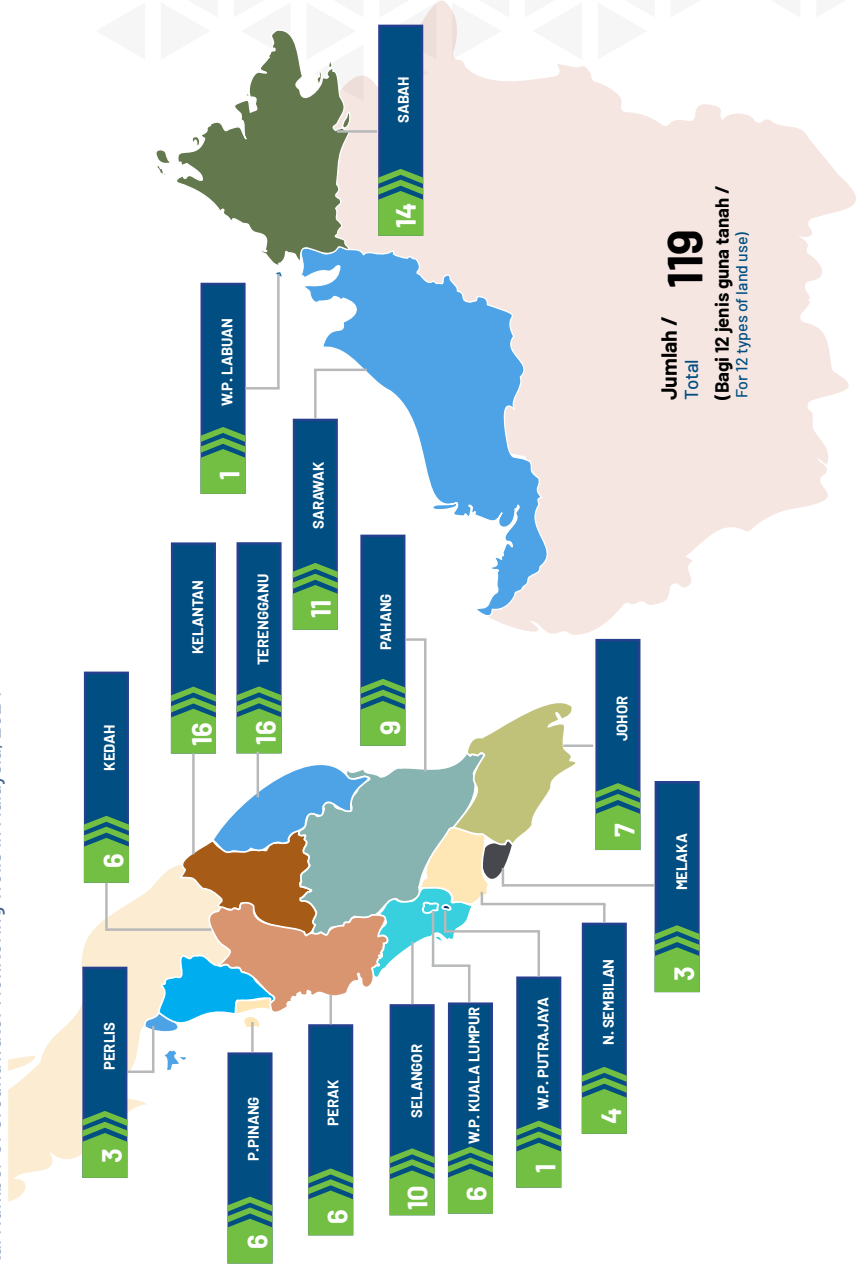 3 PERLIS
6 KEDAH
16 KELANTAN
1 W.P. LABUAN
6 P.PINANG
16 TERENGGANU
11 SARAWAK
6 PERAK
9 PAHANG
14 SABAH
10 SELANGOR
6 W.P. KUALA LUMPUR
1 W.P. PUTRAJAYA
4 N. SEMBILAN
7 JOHOR
3 MELAKA
Jumlah / 119
Total
(Bagi 12 jenis guna tanah /
For 12 types of land use)